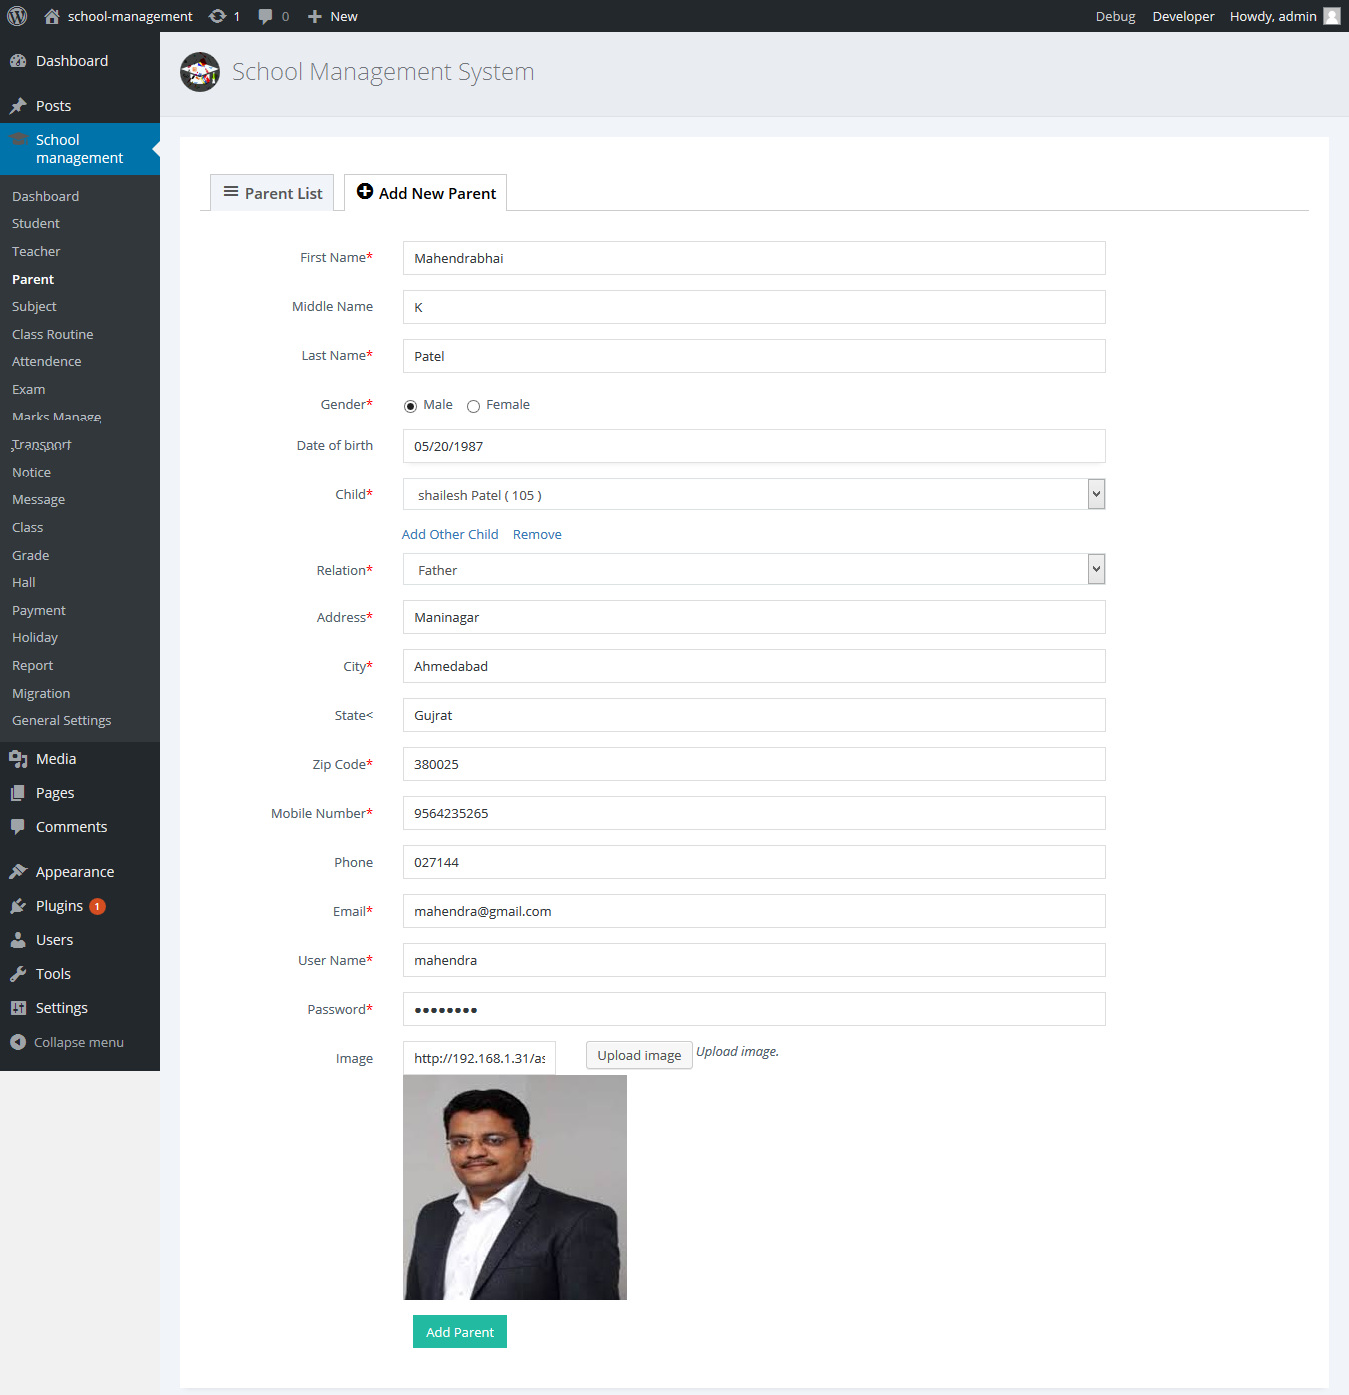 school-management 1 0 New Debug Developer Howdy, admin
Dashboard
Posts
School
management
Dashboard
Student
Teacher
Parent
Subject
Class Routine
Attendence
Exam
Marks Manage
Transport
Notice
Message
Class
Grade
Hall
Payment
Holiday
Report
Migration
General Settings
Media
Pages
Comments
Appearance
Plugins 1
Users
Tools
Settings
Collapse menu
School Management System
Parent List Add New Parent
First Name* Mahendrabhai
Middle Name K
Last Name* Patel
Gender* Male Female
Date of birth 05/20/1987
Child* shailesh Patel ( 105 )
Add Other Child Remove
Relation* Father
Address* Maninagar
City* Ahmedabad
State< Gujrat
Zip Code* 380025
Mobile Number* 9564235265
Phone 027144
Email* mahendra@gmail.com
User Name* mahendra
Password* ●●●●●●●●
Image http://192.168.1.31/as Upload image Upload image.
Add Parent